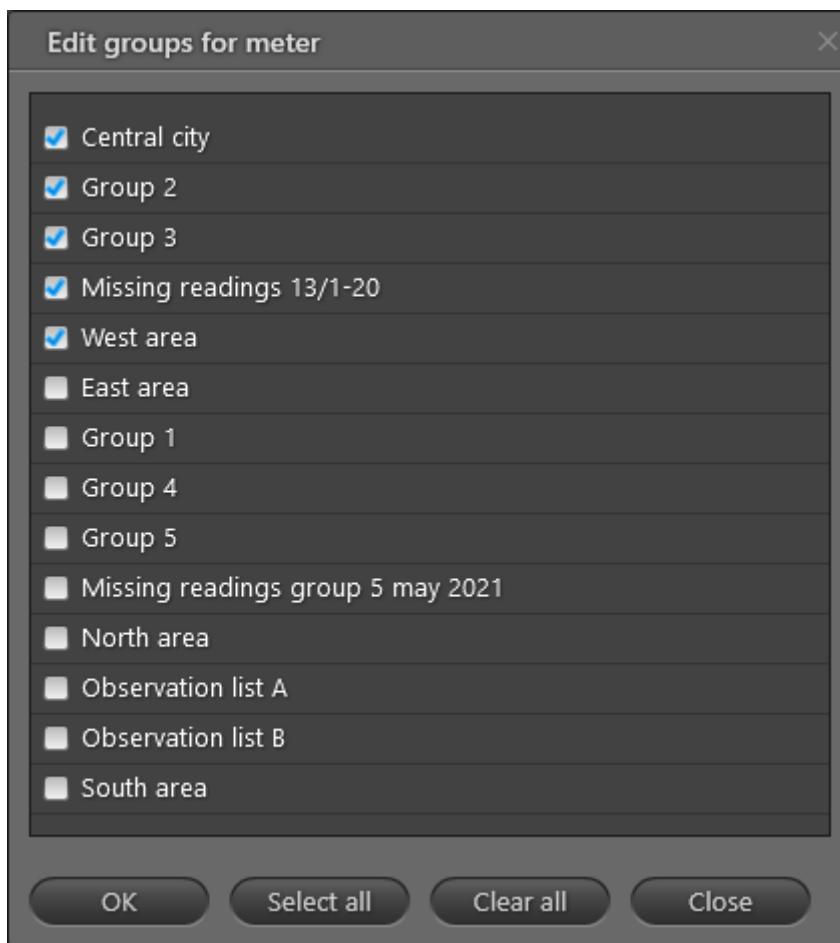 Edit groups for meter
Central city
Group 2
Group 3
Missing readings 13/1-20
West area
East area
Group 1
Group 4
Group 5
Missing readings group 5 may 2021
North area
Observation list A
Observation list B
South area
OK Select all Clear all Close